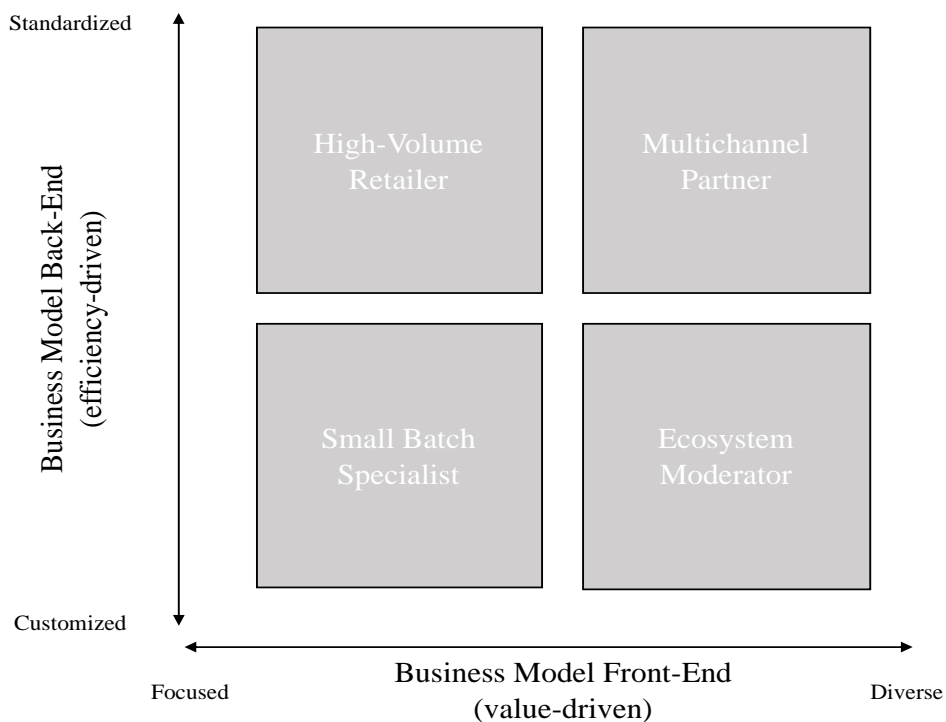 Standardized
High-Volume
Retailer
Multichannel
Partner
Business Model Back-End
(efficiency-driven)
Small Batch
Specialist
Ecosystem
Moderator
Customized
Focused
Business Model Front-End
(value-driven)
Diverse